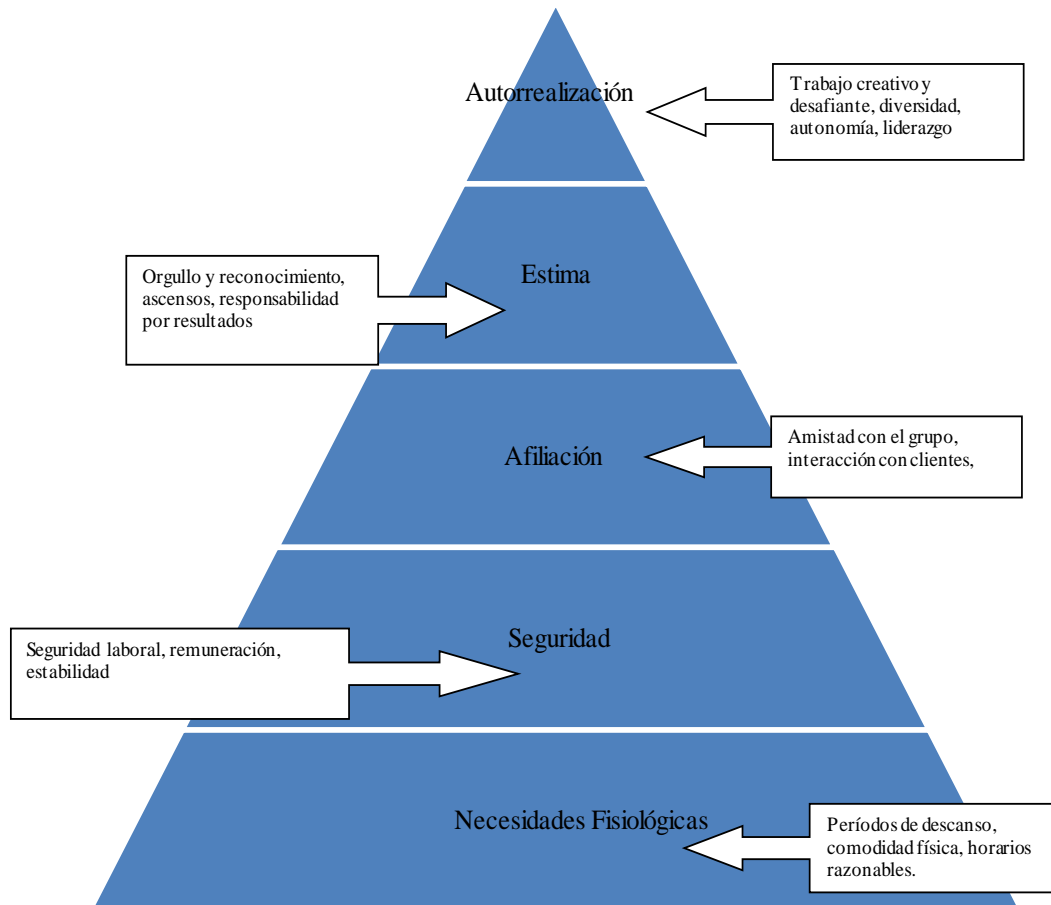 Autorrealización
Trabajo creativo y
desafiante, diversidad,
autonomía, liderazgo
Orgullo y reconocimiento,
ascensos, responsabilidad
por resultados
Estima
Afiliación
Amistad con el grupo,
interacción con clientes,
Seguridad laboral, remuneración,
estabilidad
Seguridad
Necesidades Fisiológicas
Períodos de descanso,
comodidad física, horarios
razonables.